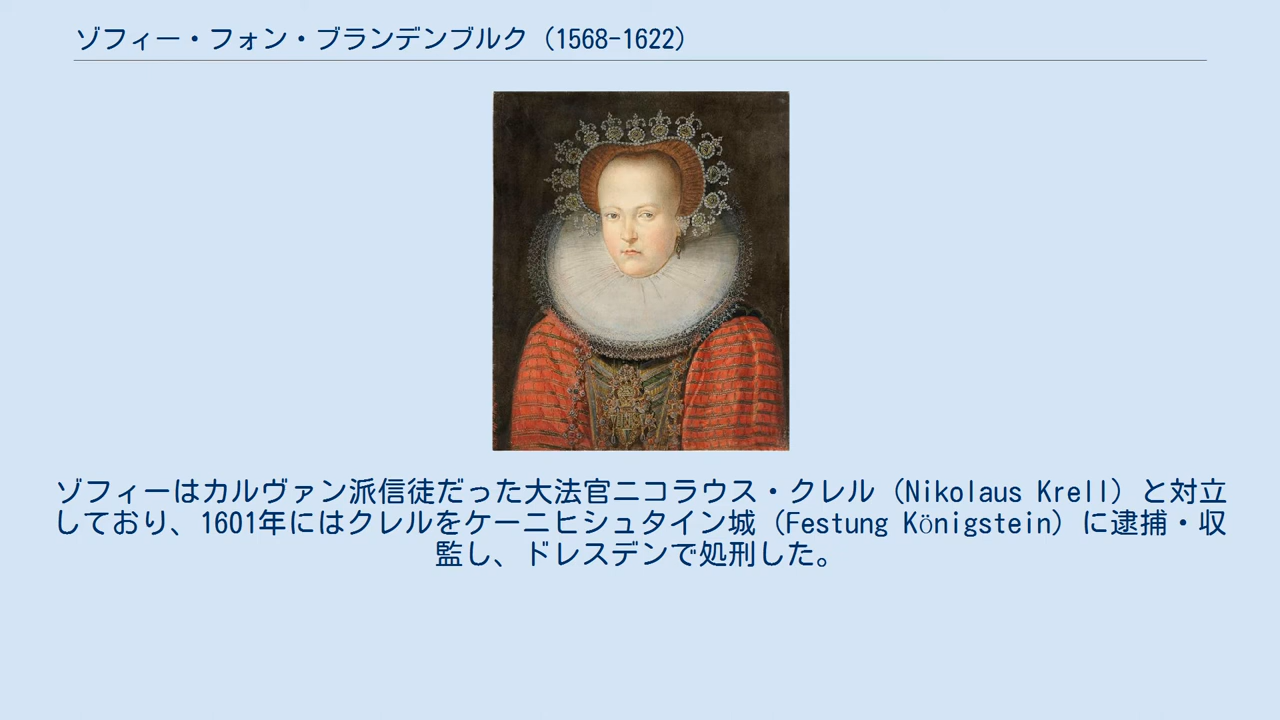 ゾフィー・フォン・ブランデンブルク（1568-1622）
ゾフィーはカルヴァン派信徒だった大法官ニコラウス・クレル（Nikolaus Krell）と対立
しており、1601年にはクレルをケーニヒシュタイン城（Festung Königstein）に逮捕・収
監し、ドレスデンで処刑した。